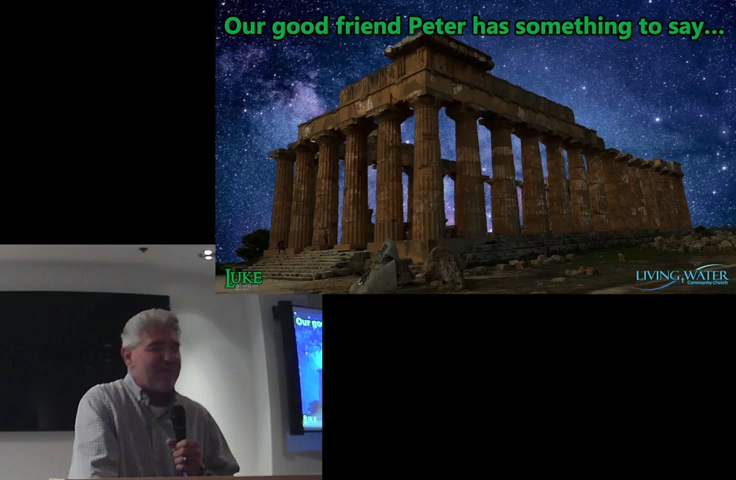 Our good friend Peter has something to say...
LUKE
LIVING WATER
Community Church
Our go